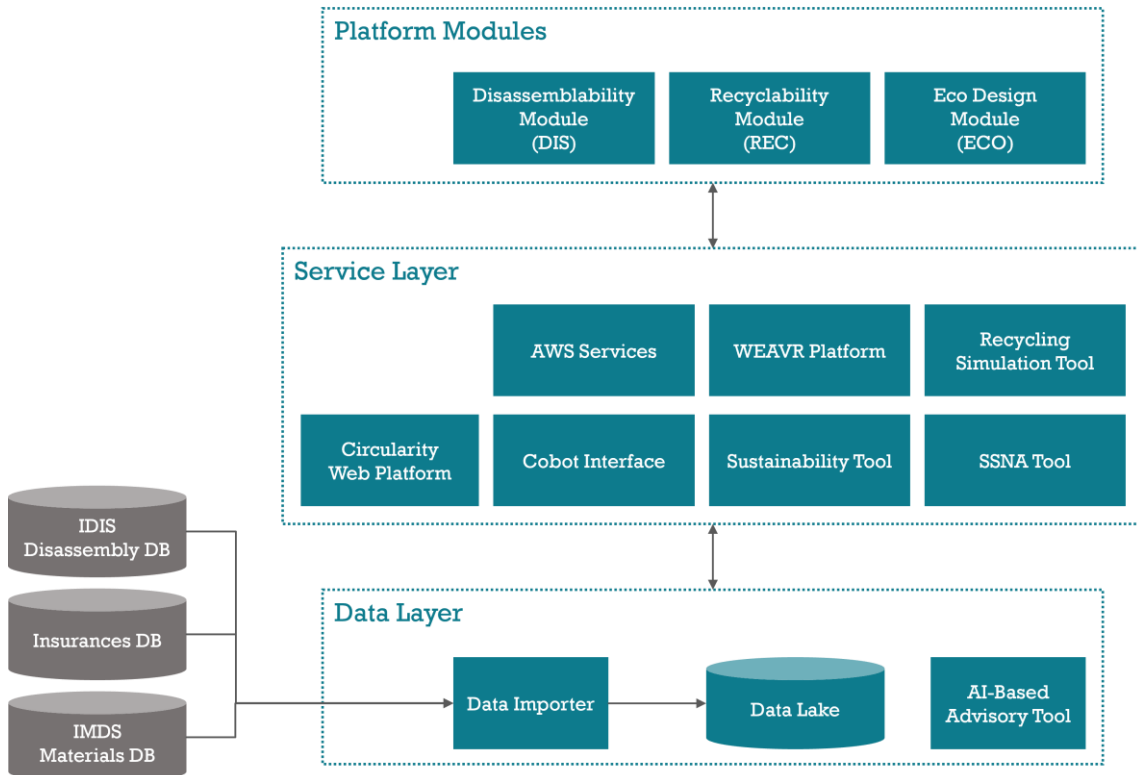 Platform Modules
Disassemblability
Module
(DIS)
Recyclability
Module
(REC)
Eco Design
Module
(ECO)
Service Layer
AWS Services
WEAVR Platform
Recycling
Simulation Tool
Circularity
Web Platform
Cobot Interface
Sustainability Tool
SSNA Tool
IDIS
Disassembly DB
Insurances DB
IMDS
Materials DB
Data Layer
Data Importer
Data Lake
AI-Based
Advisory Tool